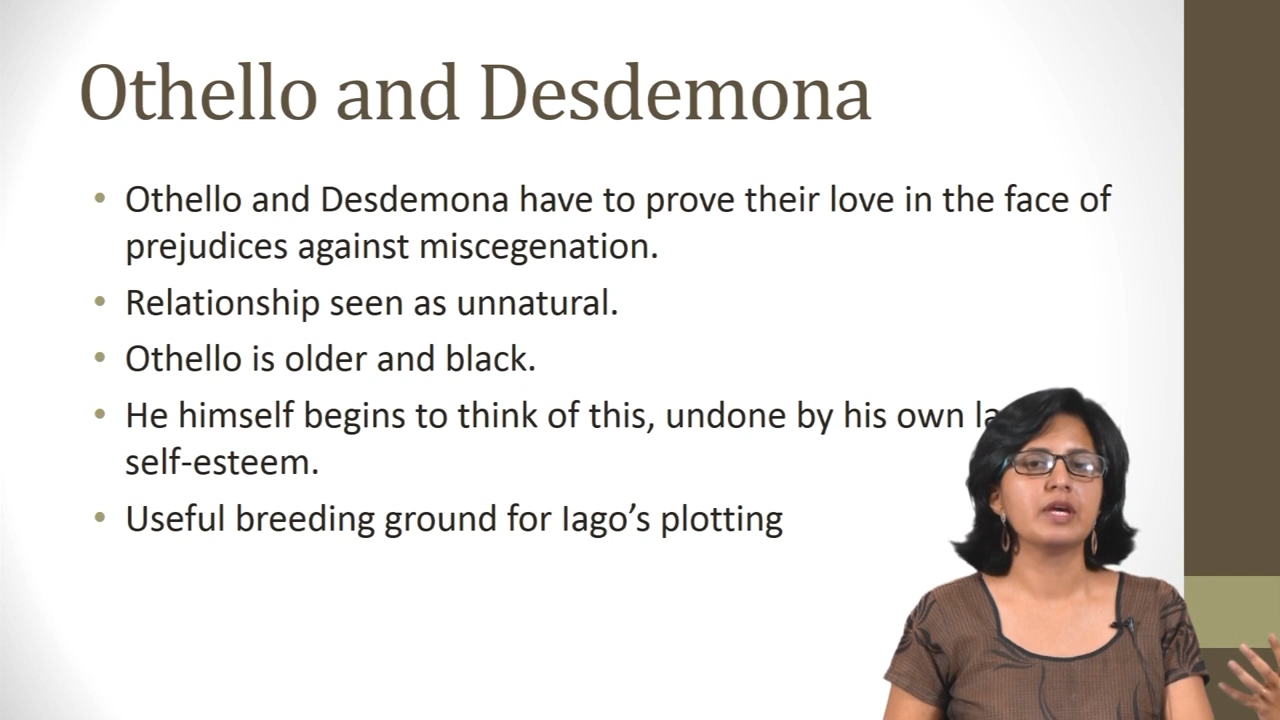 Othello and Desdemona
• Othello and Desdemona have to prove their love in the face of
prejudices against miscegenation.
• Relationship seen as unnatural.
• Othello is older and black.
• He himself begins to think of this, undone by his own
self-esteem.
• Useful breeding ground for Iago’s plotting